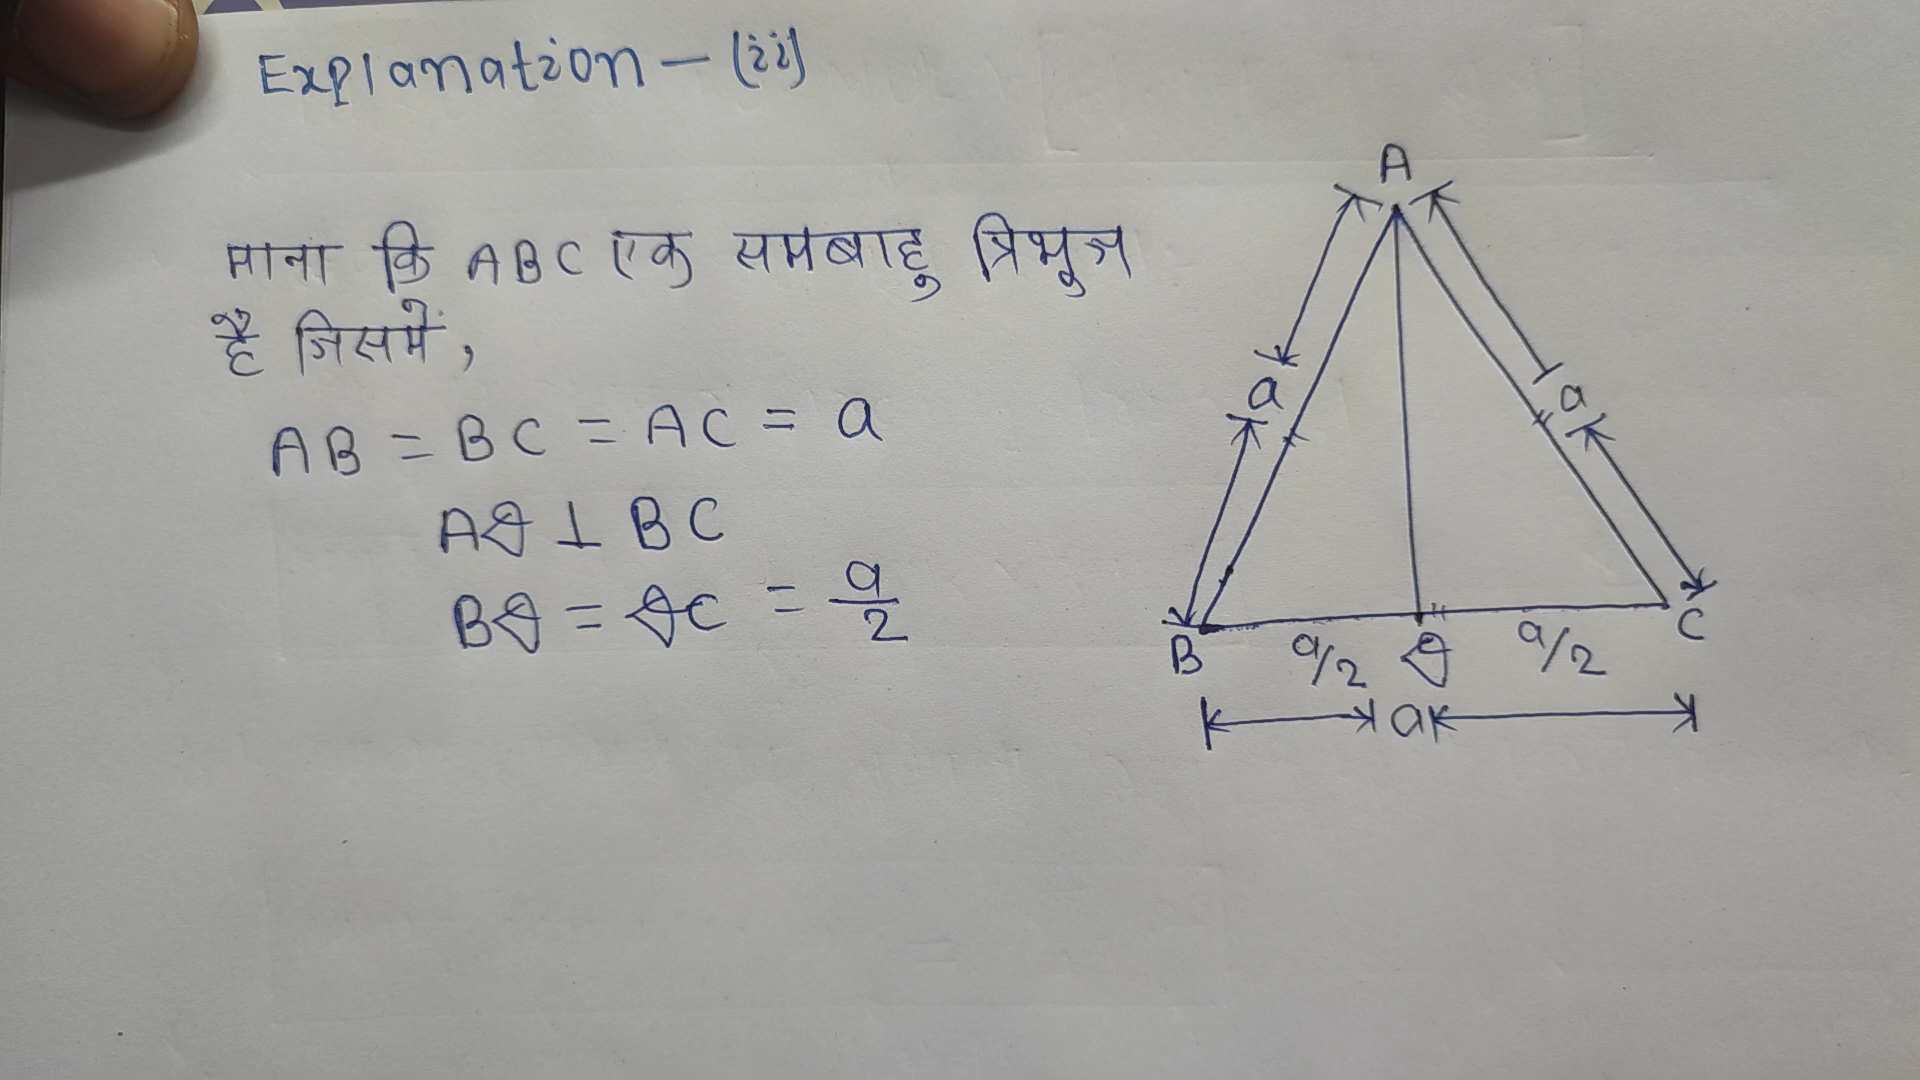 Explanation - (ii)
माना कि ABC एक समबाहु त्रिभुज
है जिसमें,
AB = BC = AC = a
AD ⊥ BC
BD = DC = a/2
A
a
a
B
a/2
D
a/2
C
a